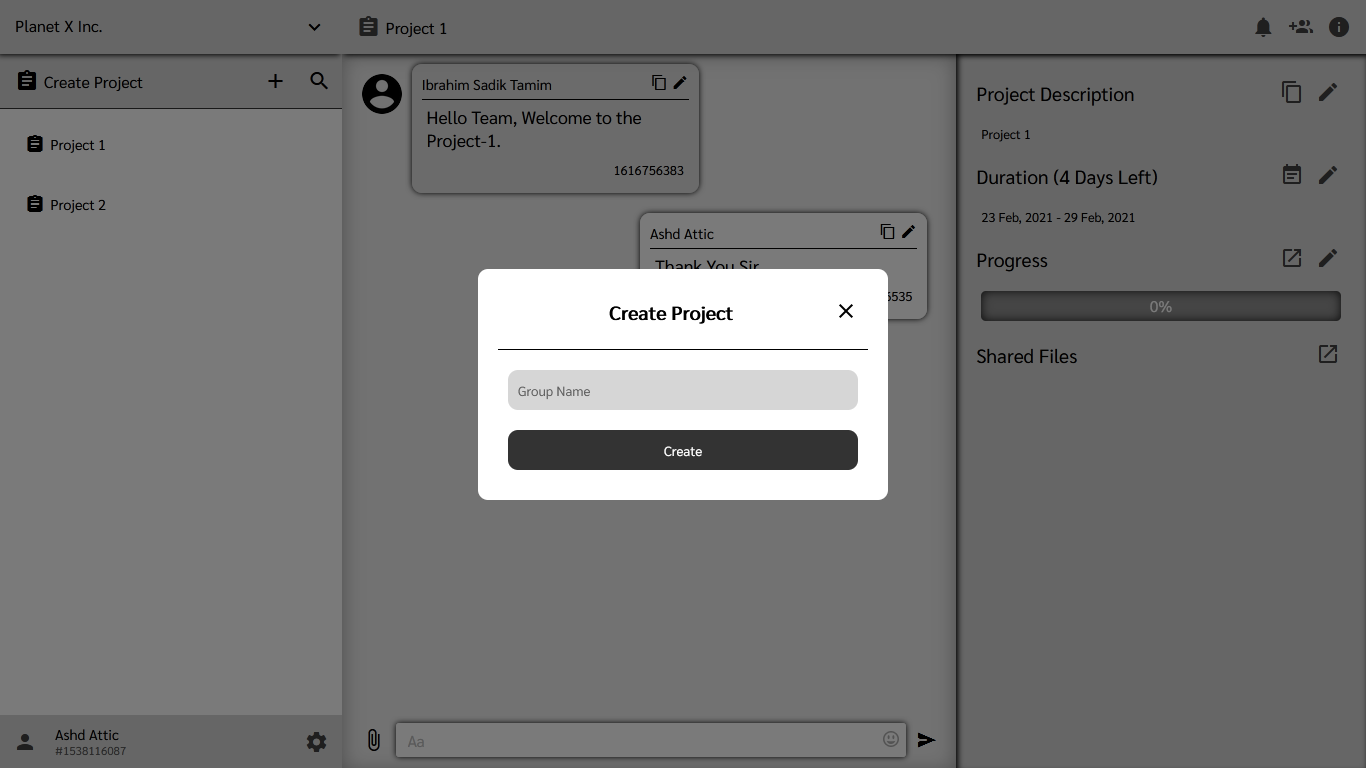 Planet X Inc.
Project 1
Create Project
Project 1
Project 2
Ashd Attic
#1538116087
Ibrahim Sadik Tamim
Hello Team, Welcome to the
Project-1.
1616756383
Ashd Attic
Thank You Sir
5535
Create Project
Group Name
Create
Aa
Project Description
Project 1
Duration (4 Days Left)
23 Feb, 2021 - 29 Feb, 2021
Progress
0%
Shared Files